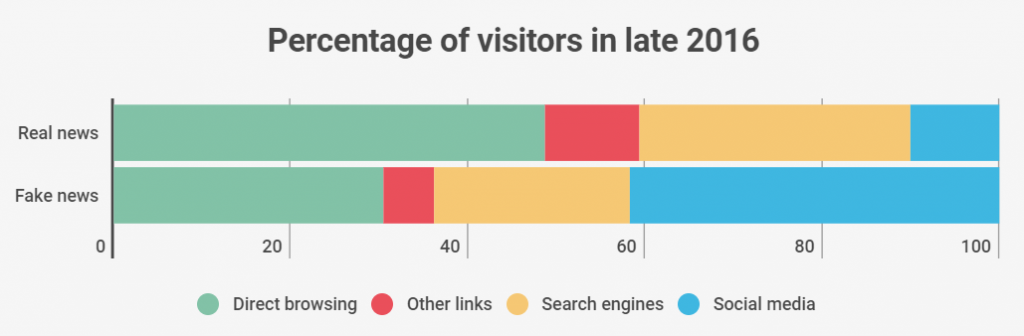 Percentage of visitors in late 2016
Real news
Fake news
0 20 40 60 80 100
Direct browsing Other links Search engines Social media